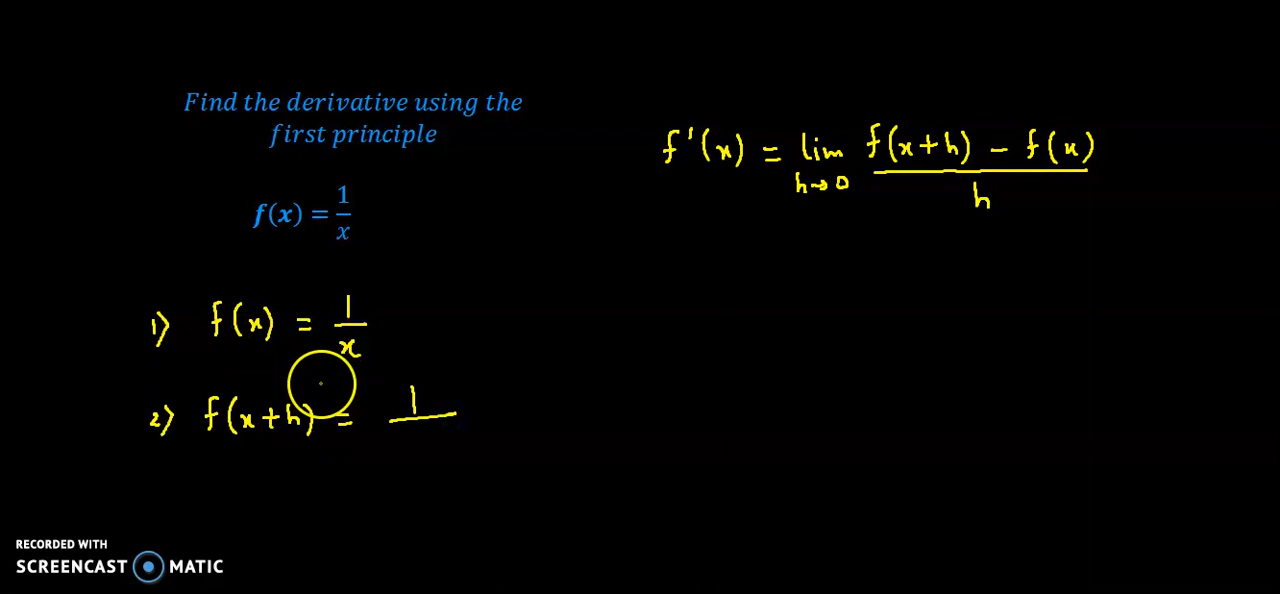 Find the derivative using the
first principle
f(x) = 1/x
f'(x) = lim h→0 f(x+h) - f(x) / h
1) f(x) = 1/x
2) f(x+h) = 1/
RECORDED WITH
SCREENCAST MATIC